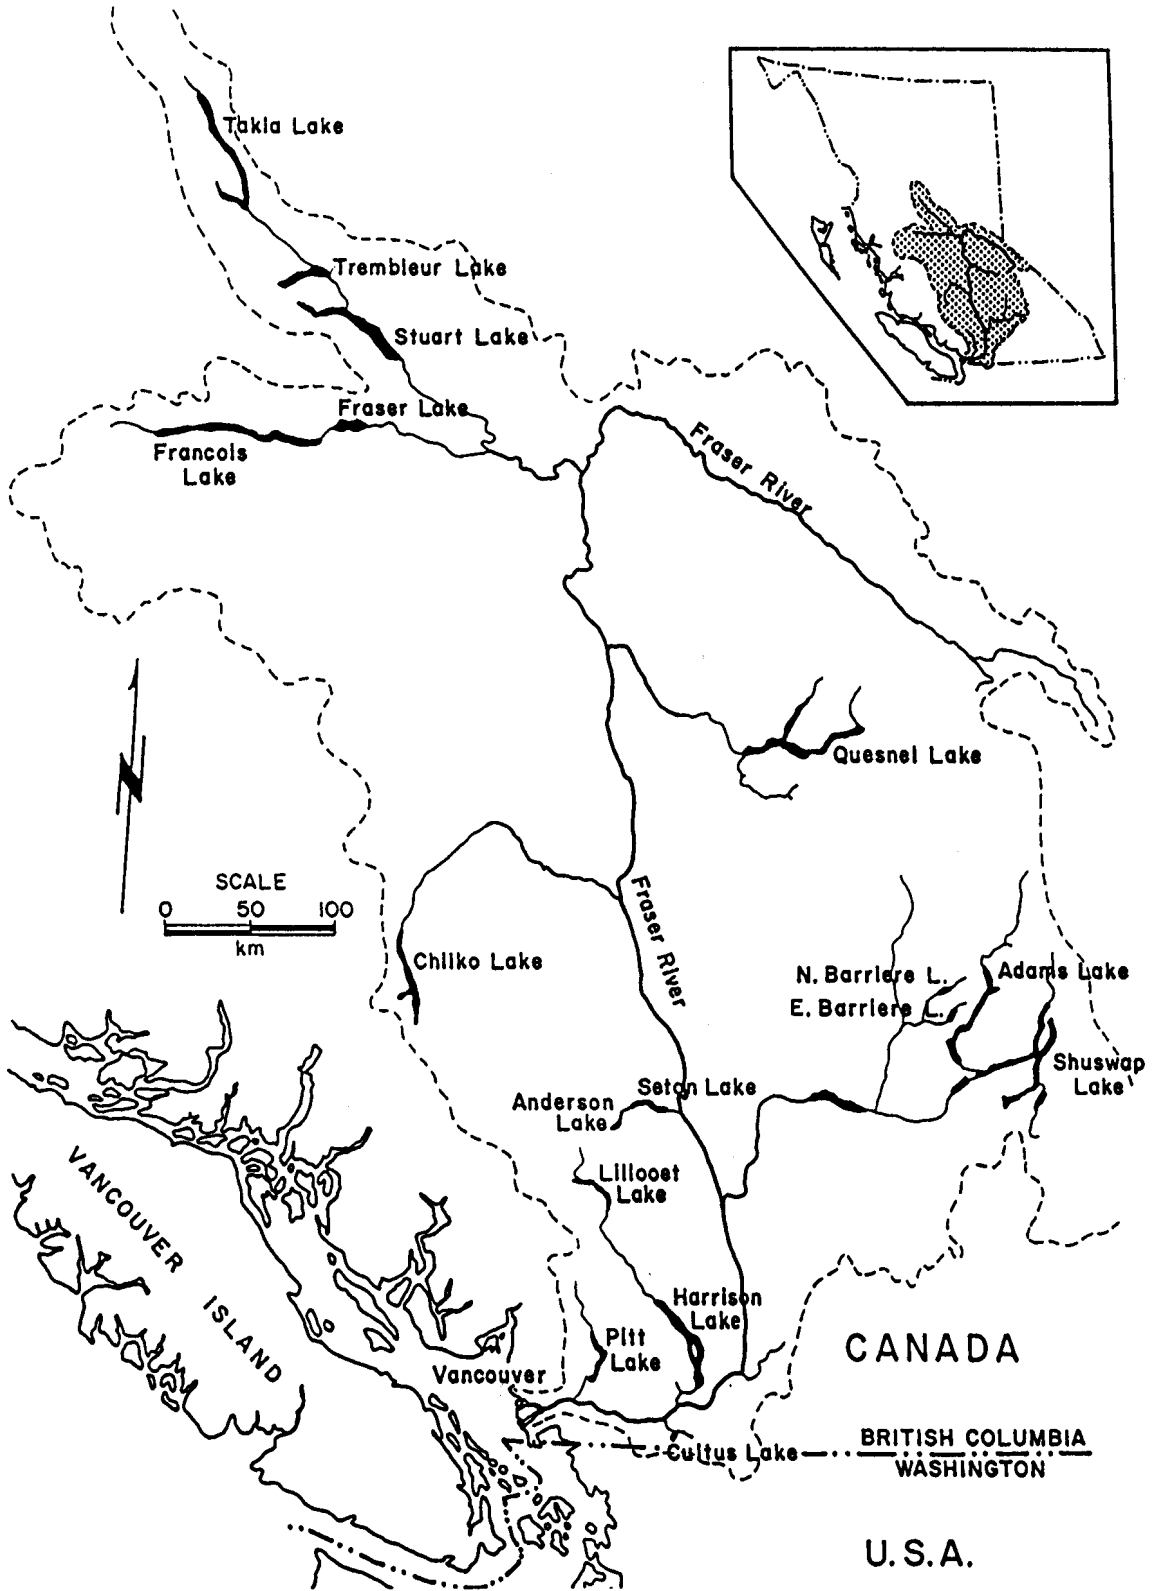 Takla Lake
Trembleur Lake
Stuart Lake
Fraser Lake
Francois
Lake
Fraser River
Quesnel Lake
N
SCALE
0 50 100
km
Fraser River
Chilko Lake
N. Barriere L.
Adams Lake
E. Barriere L.
Shuswap
Lake
Seton Lake
Anderson
Lake
Lillooet
Lake
VANCOUVER
ISLAND
Harrison
Lake
Pitt
Lake
Vancouver
CANADA
Cultus Lake
BRITISH COLUMBIA
WASHINGTON
U.S.A.